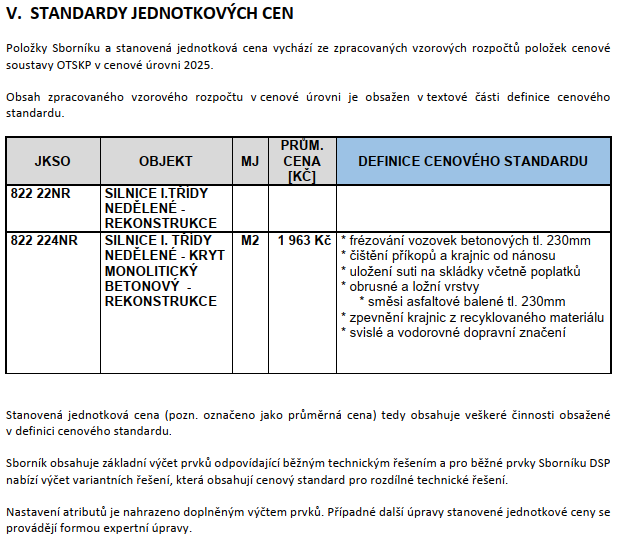 V. STANDARDY JEDNOTKOVÝCH CEN
Položky Sborníku a stanovená jednotková cena vychází ze zpracovaných vzorových rozpočtů položek cenové
soustavy OTSKP v cenové úrovni 2025.
Obsah zpracovaného vzorového rozpočtu v cenové úrovni je obsažen v textové části definice cenového
standardu.
JKSO
OBJEKT
MJ
PRŮM.
CENA
[KČ]
DEFINICE CENOVÉHO STANDARDU
822 22NR
SILNICE I.TŘÍDY
NEDĚLENÉ -
REKONSTRUKCE
822 224NR
SILNICE I. TŘÍDY
NEDĚLENÉ - KRYT
MONOLITICKÝ
BETONOVÝ -
REKONSTRUKCE
M2
1 963 Kč
* frézování vozovek betonových tl. 230mm
* čištění příkopů a krajnic od nánosu
* uložení suti na skládky včetně poplatků
* obrusné a ložní vrstvy
* směsi asfaltové balené tl. 230mm
* zpevnění krajnic z recyklovaného materiálu
* svislé a vodorovné dopravní značení
Stanovená jednotková cena (pozn. označeno jako průměrná cena) tedy obsahuje veškeré činnosti obsažené
v definici cenového standardu.
Sborník obsahuje základní výčet prvků odpovídající běžným technickým řešením a pro běžné prvky Sborníku DSP
nabízí výčet variantních řešení, která obsahují cenový standard pro rozdílné technické řešení.
Nastavení atributů je nahrazeno doplněným výčtem prvků. Případné další úpravy stanovené jednotkové ceny se
provádějí formou expertní úpravy.